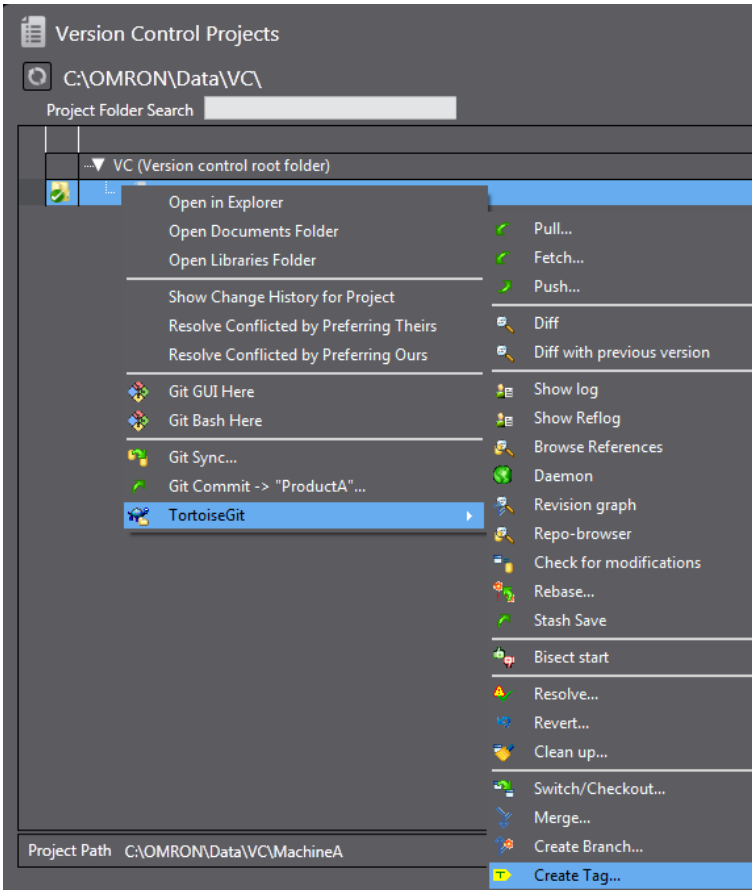 Version Control Projects
C:\OMRON\Data\VC\
Project Folder Search
VC (Version control root folder)
Open in Explorer
Open Documents Folder
Open Libraries Folder
Show Change History for Project
Resolve Conflicted by Preferring Theirs
Resolve Conflicted by Preferring Ours
Git GUI Here
Git Bash Here
Git Sync...
Git Commit -> "ProductA"...
TortoiseGit
Pull...
Fetch...
Push...
Diff
Diff with previous version
Show log
Show Reflog
Browse References
Daemon
Revision graph
Repo-browser
Check for modifications
Rebase...
Stash Save
Bisect start
Resolve...
Revert...
Clean up...
Switch/Checkout...
Merge...
Create Branch...
Create Tag...
Project Path C:\OMRON\Data\VC\MachineA